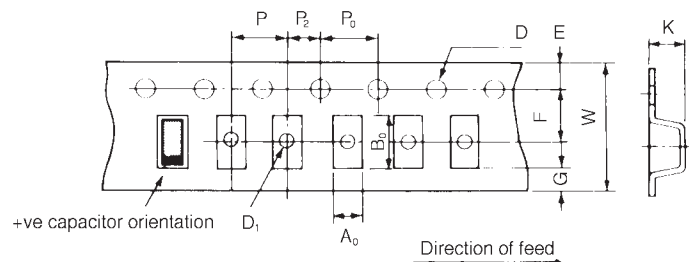 P P₂ P₀ D E K
F W
B₀
G
+ve capacitor orientation D₁
A₀
Direction of feed